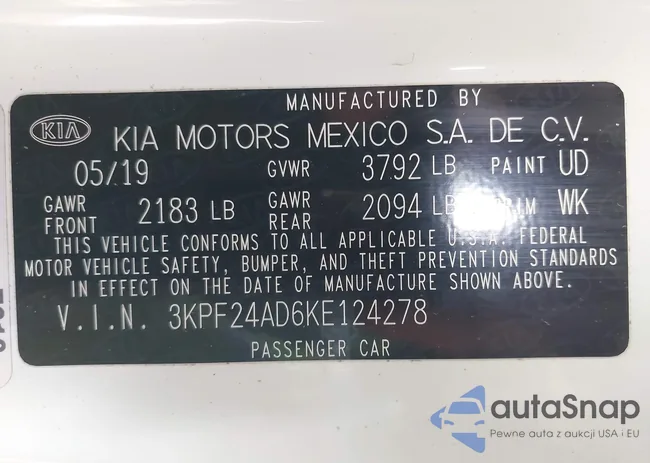 MANUFACTURED BY
KIA KIA MOTORS MEXICO S.A. DE C.V.
05/19 GVWR 3792 LB PAINT UD
GAWR FRONT 2183 LB GAWR REAR 2094 LB WK
THIS VEHICLE CONFORMS TO ALL APPLICABLE U.S.A. FEDERAL
MOTOR VEHICLE SAFETY, BUMPER, AND THEFT PREVENTION STANDARDS
IN EFFECT ON THE DATE OF MANUFACTURE SHOWN ABOVE.
V.I.N. 3KPF24AD6KE124278
PASSENGER CAR
autaSnap
Pewne auta z aukcji USA i EU